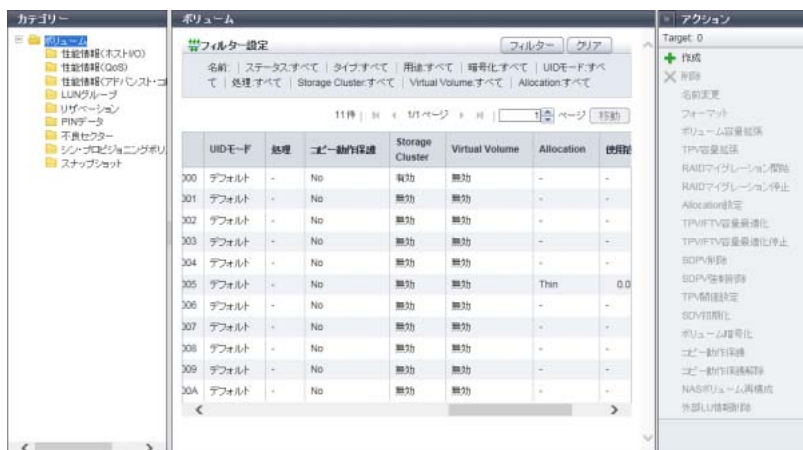 カテゴリー
ボリューム
性能情報(ホストI/O)
性能情報(QoS)
性能情報(アドバンスト・コ
LUNグループ
リザベーション
PINデータ
不良セクター
シン・プロビジョニングボリ
スナップショット
ボリューム
フィルター設定
フィルター
クリア
名前: | ステータス:すべて | タイプ:すべて | 用途:すべて | 暗号化:すべて | UIDモード:すべ
て | 処理:すべて | Storage Cluster:すべて | Virtual Volume:すべて | Allocation:すべて
11件 | 1/1ページ | 1 ページ 移動
UIDモード 処理 コピー動作保護 Storage Cluster Virtual Volume Allocation 使用
000 デフォルト - No 有効 無効 - -
001 デフォルト - No 無効 無効 - -
002 デフォルト - No 無効 無効 - -
003 デフォルト - No 無効 無効 - -
004 デフォルト - No 無効 無効 - -
005 デフォルト - No 無効 無効 Thin 0.0
006 デフォルト - No 無効 無効 - -
007 デフォルト - No 無効 無効 - -
008 デフォルト - No 無効 無効 - -
009 デフォルト - No 無効 無効 - -
00A デフォルト - No 無効 無効 - -
アクション
Target: 0
作成
削除
名前変更
フォーマット
ボリューム容量拡張
TPV容量拡張
RAIDマイグレーション開始
RAIDマイグレーション停止
Allocation設定
TPV/FTV容量最適化
TPV/FTV容量最適化停止
SDPV削除
SDPV強制削除
TPV閾値設定
SDV初期化
ボリューム暗号化
コピー動作保護
コピー動作保護解除
NASボリューム再構成
外部LU情報削除